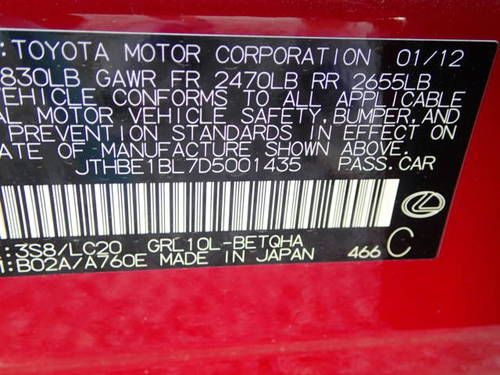 : TOYOTA MOTOR CORPORATION 01/12
830LB GAWR FR 2470LB RR 2655LB
VEHICLE CONFORMS TO ALL APPLICABLE
AL MOTOR VEHICLE SAFETY, BUMPER, AND
PREVENTION STANDARDS IN EFFECT ON
ATE OF MANUFACTURE SHOWN ABOVE.
JTHBE1BL7D5001435 PASS.CAR
: 3S8/LC20 GRL10L-BETQHA
: B02A/A760E MADE IN JAPAN 466 C